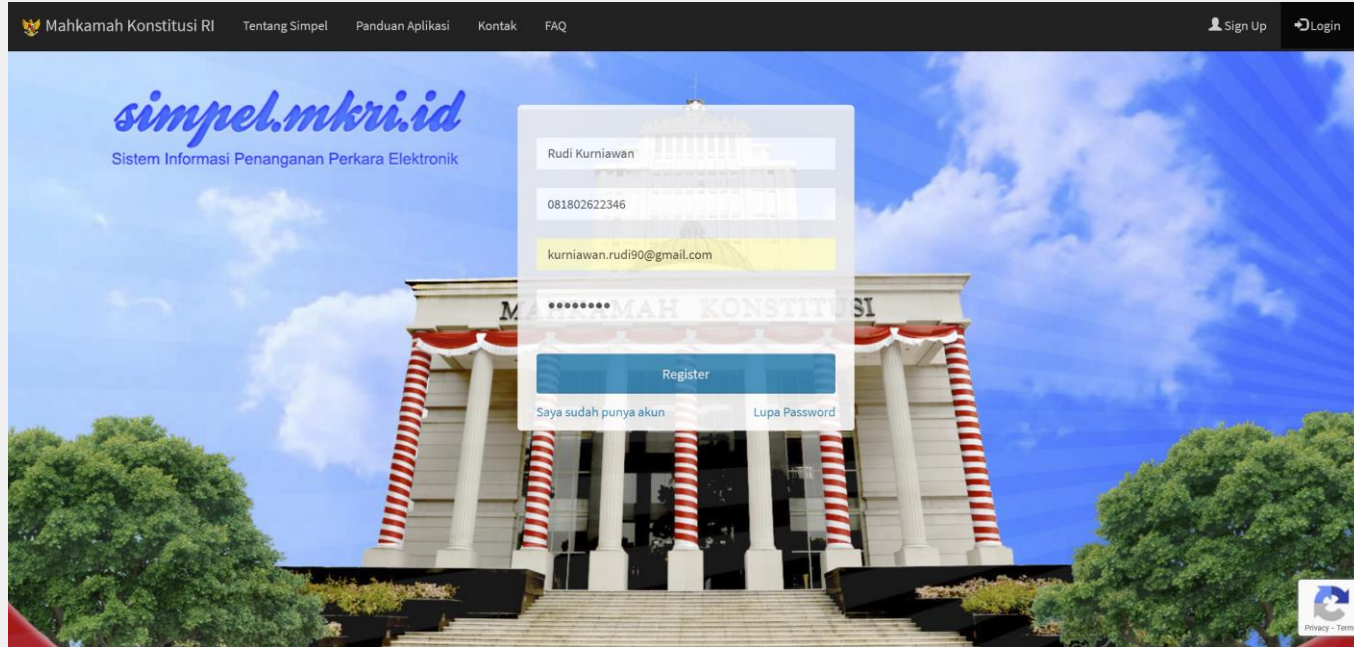 Mahkamah Konstitusi RI Tentang Simpel Panduan Aplikasi Kontak FAQ Sign Up Login
simpel.mkri.id
Sistem Informasi Penanganan Perkara Elektronik
Rudi Kurniawan
081802622346
kurniawan.rudi90@gmail.com
••••••••
MAHKAMAH KONSTITUSI
Register
Saya sudah punya akun Lupa Password
Privacy - Term